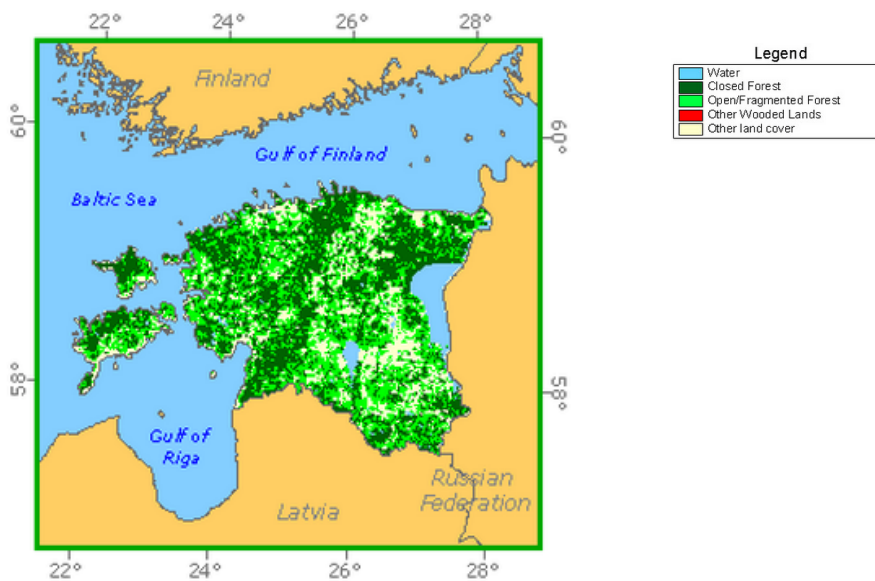 22° 24° 26° 28°
Legend
Water
Closed Forest
Open/Fragmented Forest
Other Wooded Lands
Other land cover
Finland
60°
60°
Gulf of Finland
Baltic Sea
58°
58°
Gulf of
Riga
Russian
Federation
Latvia
22° 24° 26° 28°